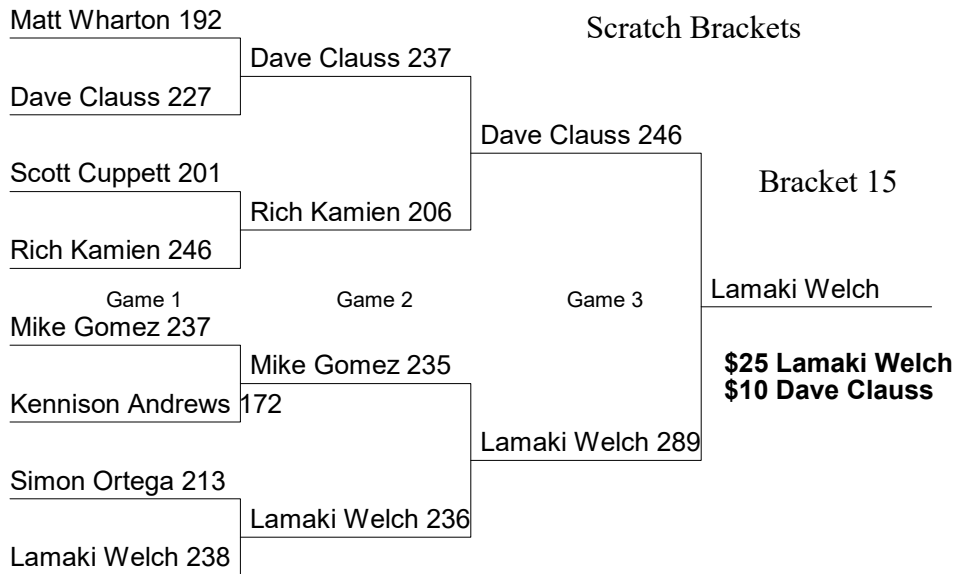 Matt Wharton 192
Scratch Brackets
Dave Clauss 237
Dave Clauss 227
Dave Clauss 246
Scott Cuppett 201
Bracket 15
Rich Kamien 206
Rich Kamien 246
Game 1
Game 2
Game 3
Lamaki Welch
Mike Gomez 237
Mike Gomez 235
$25 Lamaki Welch
$10 Dave Clauss
Kennison Andrews 172
Lamaki Welch 289
Simon Ortega 213
Lamaki Welch 236
Lamaki Welch 238